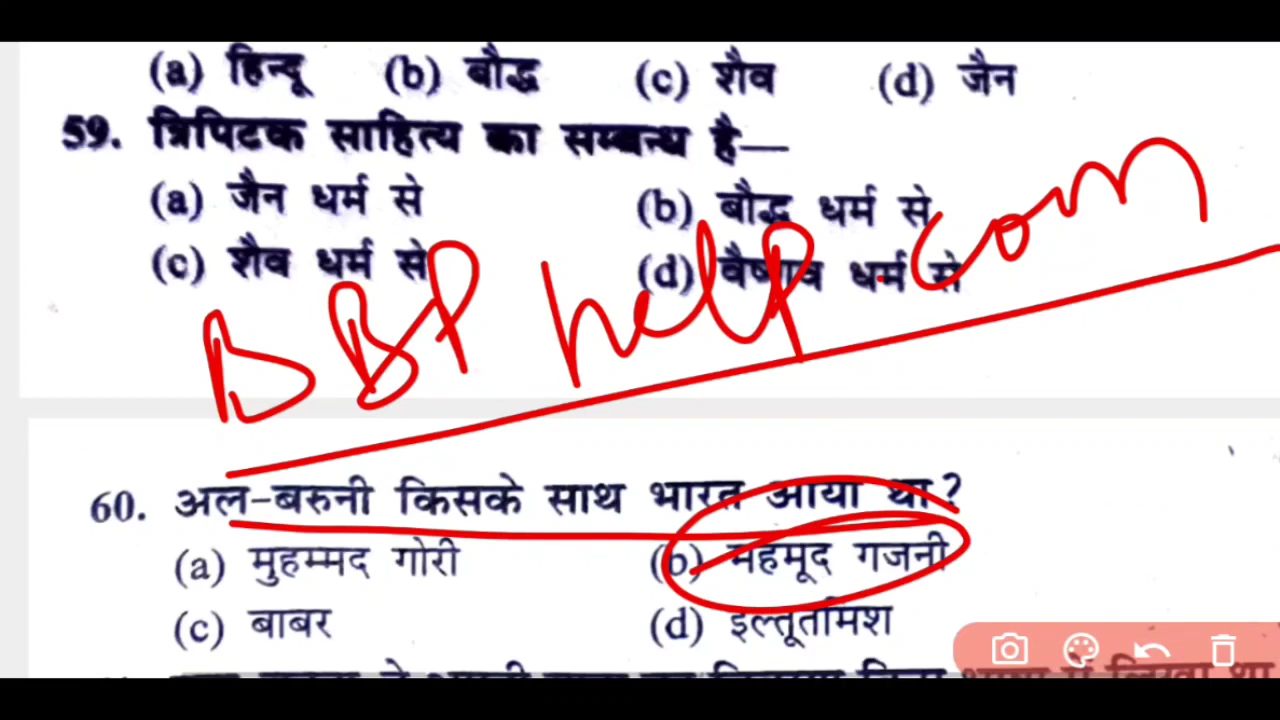 (a) हिन्दू (b) बौद्ध (c) शैव (d) जैन
59. त्रिपिटक साहित्य का सम्बन्ध है—
(a) जैन धर्म से (b) बौद्ध धर्म से
(c) शैव धर्म से (d) वैष्णव धर्म से
BBP help.com
60. अल-बरुनी किसके साथ भारत आया था?
(a) मुहम्मद गोरी (b) महमूद गजनी
(c) बाबर (d) इल्तूतमिश